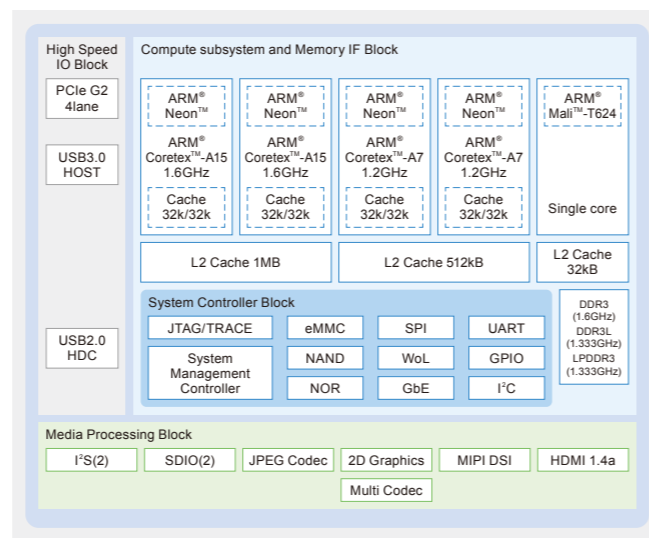 High Speed
IO Block
PCIe G2
4lane
USB3.0
HOST
USB2.0
HDC
Compute subsystem and Memory IF Block
ARM®
Neon™
ARM®
Coretex™-A15
1.6GHz
Cache
32k/32k
ARM®
Neon™
ARM®
Coretex™-A15
1.6GHz
Cache
32k/32k
ARM®
Neon™
ARM®
Coretex™-A7
1.2GHz
Cache
32k/32k
ARM®
Neon™
ARM®
Coretex™-A7
1.2GHz
Cache
32k/32k
ARM®
Mali™-T624
Single core
L2 Cache 1MB
L2 Cache 512kB
L2 Cache
32kB
System Controller Block
JTAG/TRACE
eMMC
SPI
UART
System
Management
Controller
NAND
WoL
GPIO
NOR
GbE
I²C
DDR3
(1.6GHz)
DDR3L
(1.333GHz)
LPDDR3
(1.333GHz)
Media Processing Block
I²S(2)
SDIO(2)
JPEG Codec
2D Graphics
MIPI DSI
HDMI 1.4a
Multi Codec